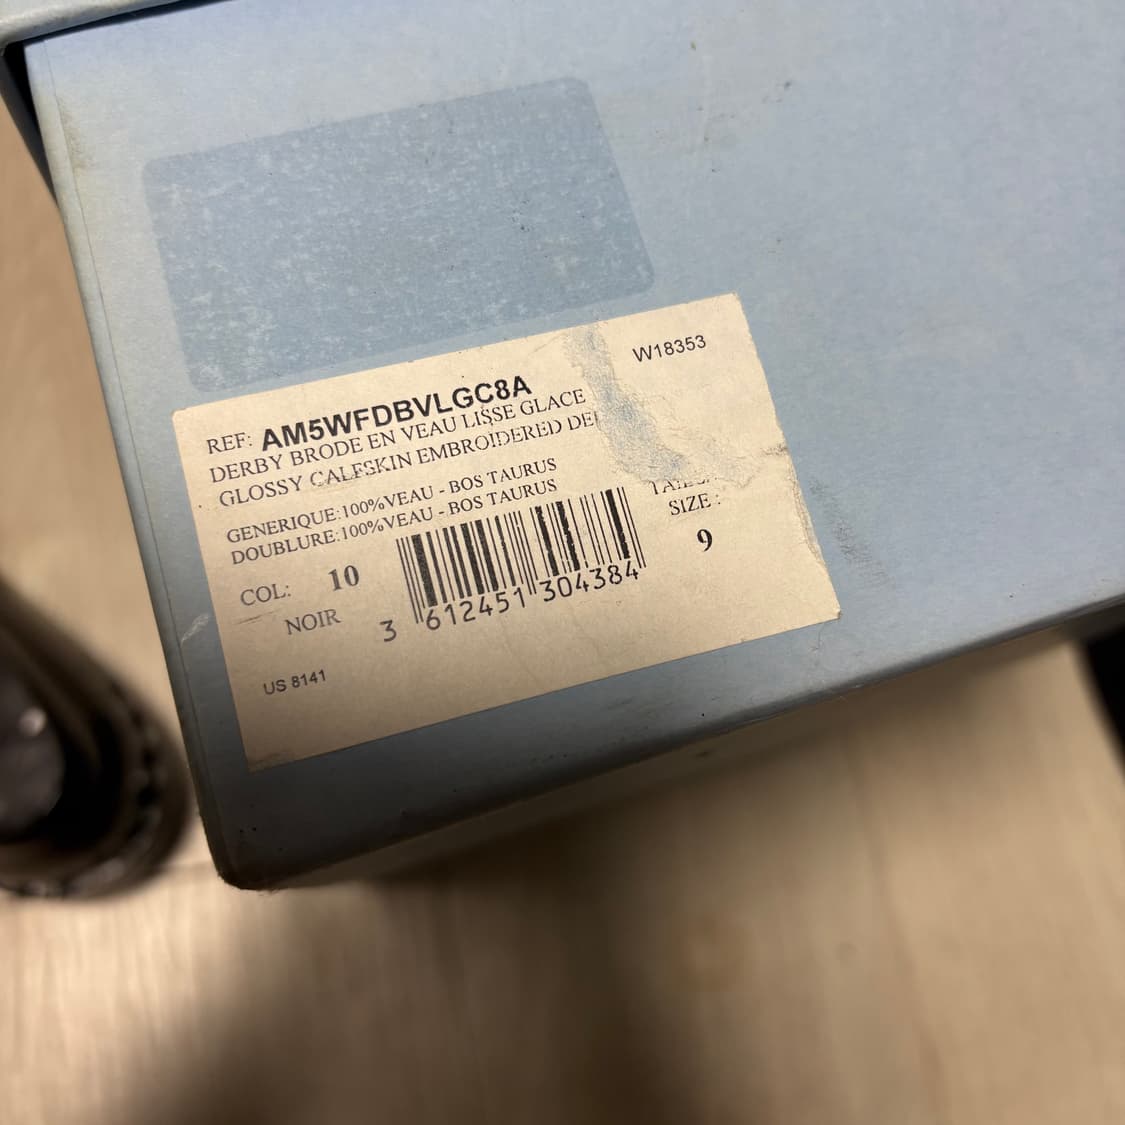 W18353
REF: AM5WFDBVLGC8A
DERBY BRODE EN VEAU LISSE GLACE
GLOSSY CALFSKIN EMBROIDERED DE
GENERIQUE:100%VEAU - BOS TAURUS
DOUBLURE:100%VEAU - BOS TAURUS
SIZE :
COL: 10
9
NOIR
3 612451 304384
US 8141